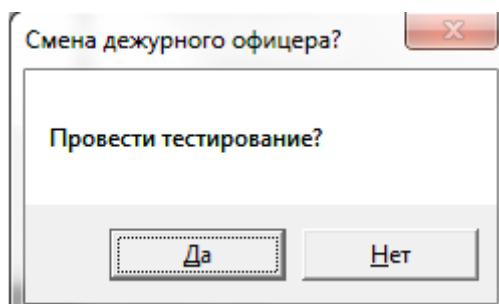 Смена дежурного офицера?
Провести тестирование?
Да
Нет